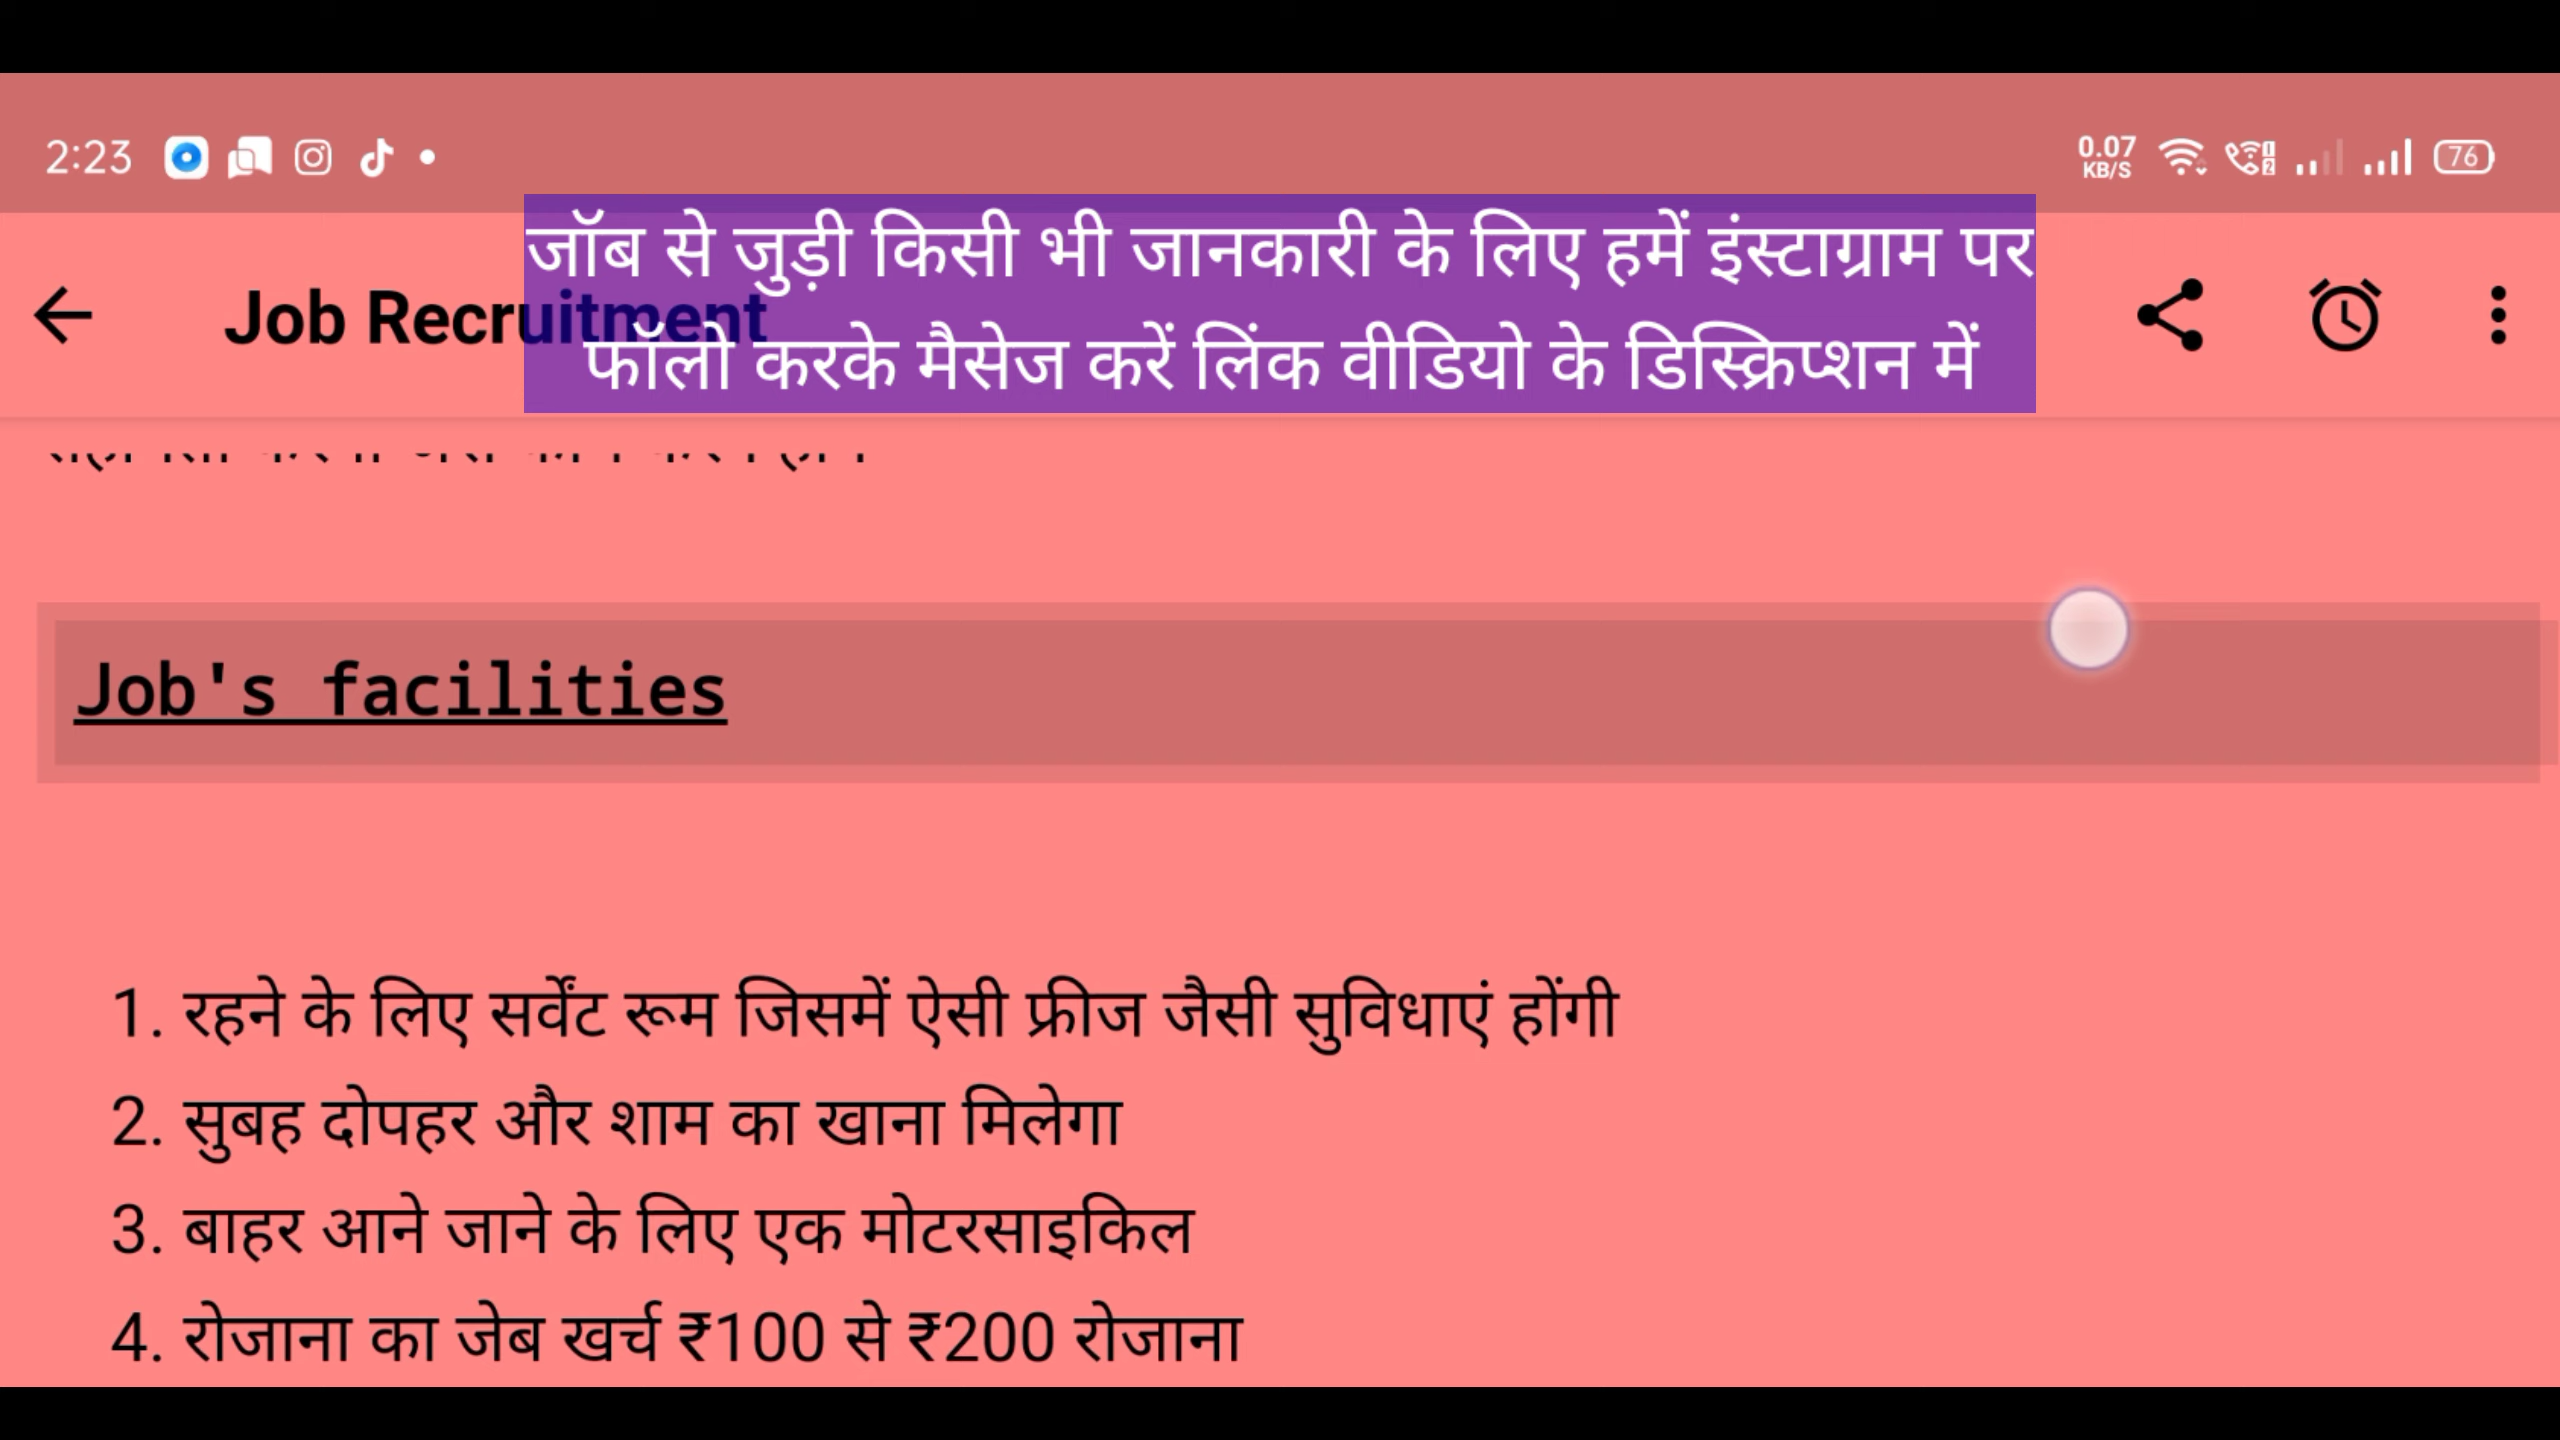 2:23
0.07
KB/S
76
जॉब से जुड़ी किसी भी जानकारी के लिए हमें इंस्टाग्राम पर
Job Recruitment
फॉलो करके मैसेज करें लिंक वीडियो के डिस्क्रिप्शन में
Job's facilities
1. रहने के लिए सर्वेंट रूम जिसमें ऐसी फ्रीज जैसी सुविधाएं होंगी
2. सुबह दोपहर और शाम का खाना मिलेगा
3. बाहर आने जाने के लिए एक मोटरसाइकिल
4. रोजाना का जेब खर्च ₹100 से ₹200 रोजाना